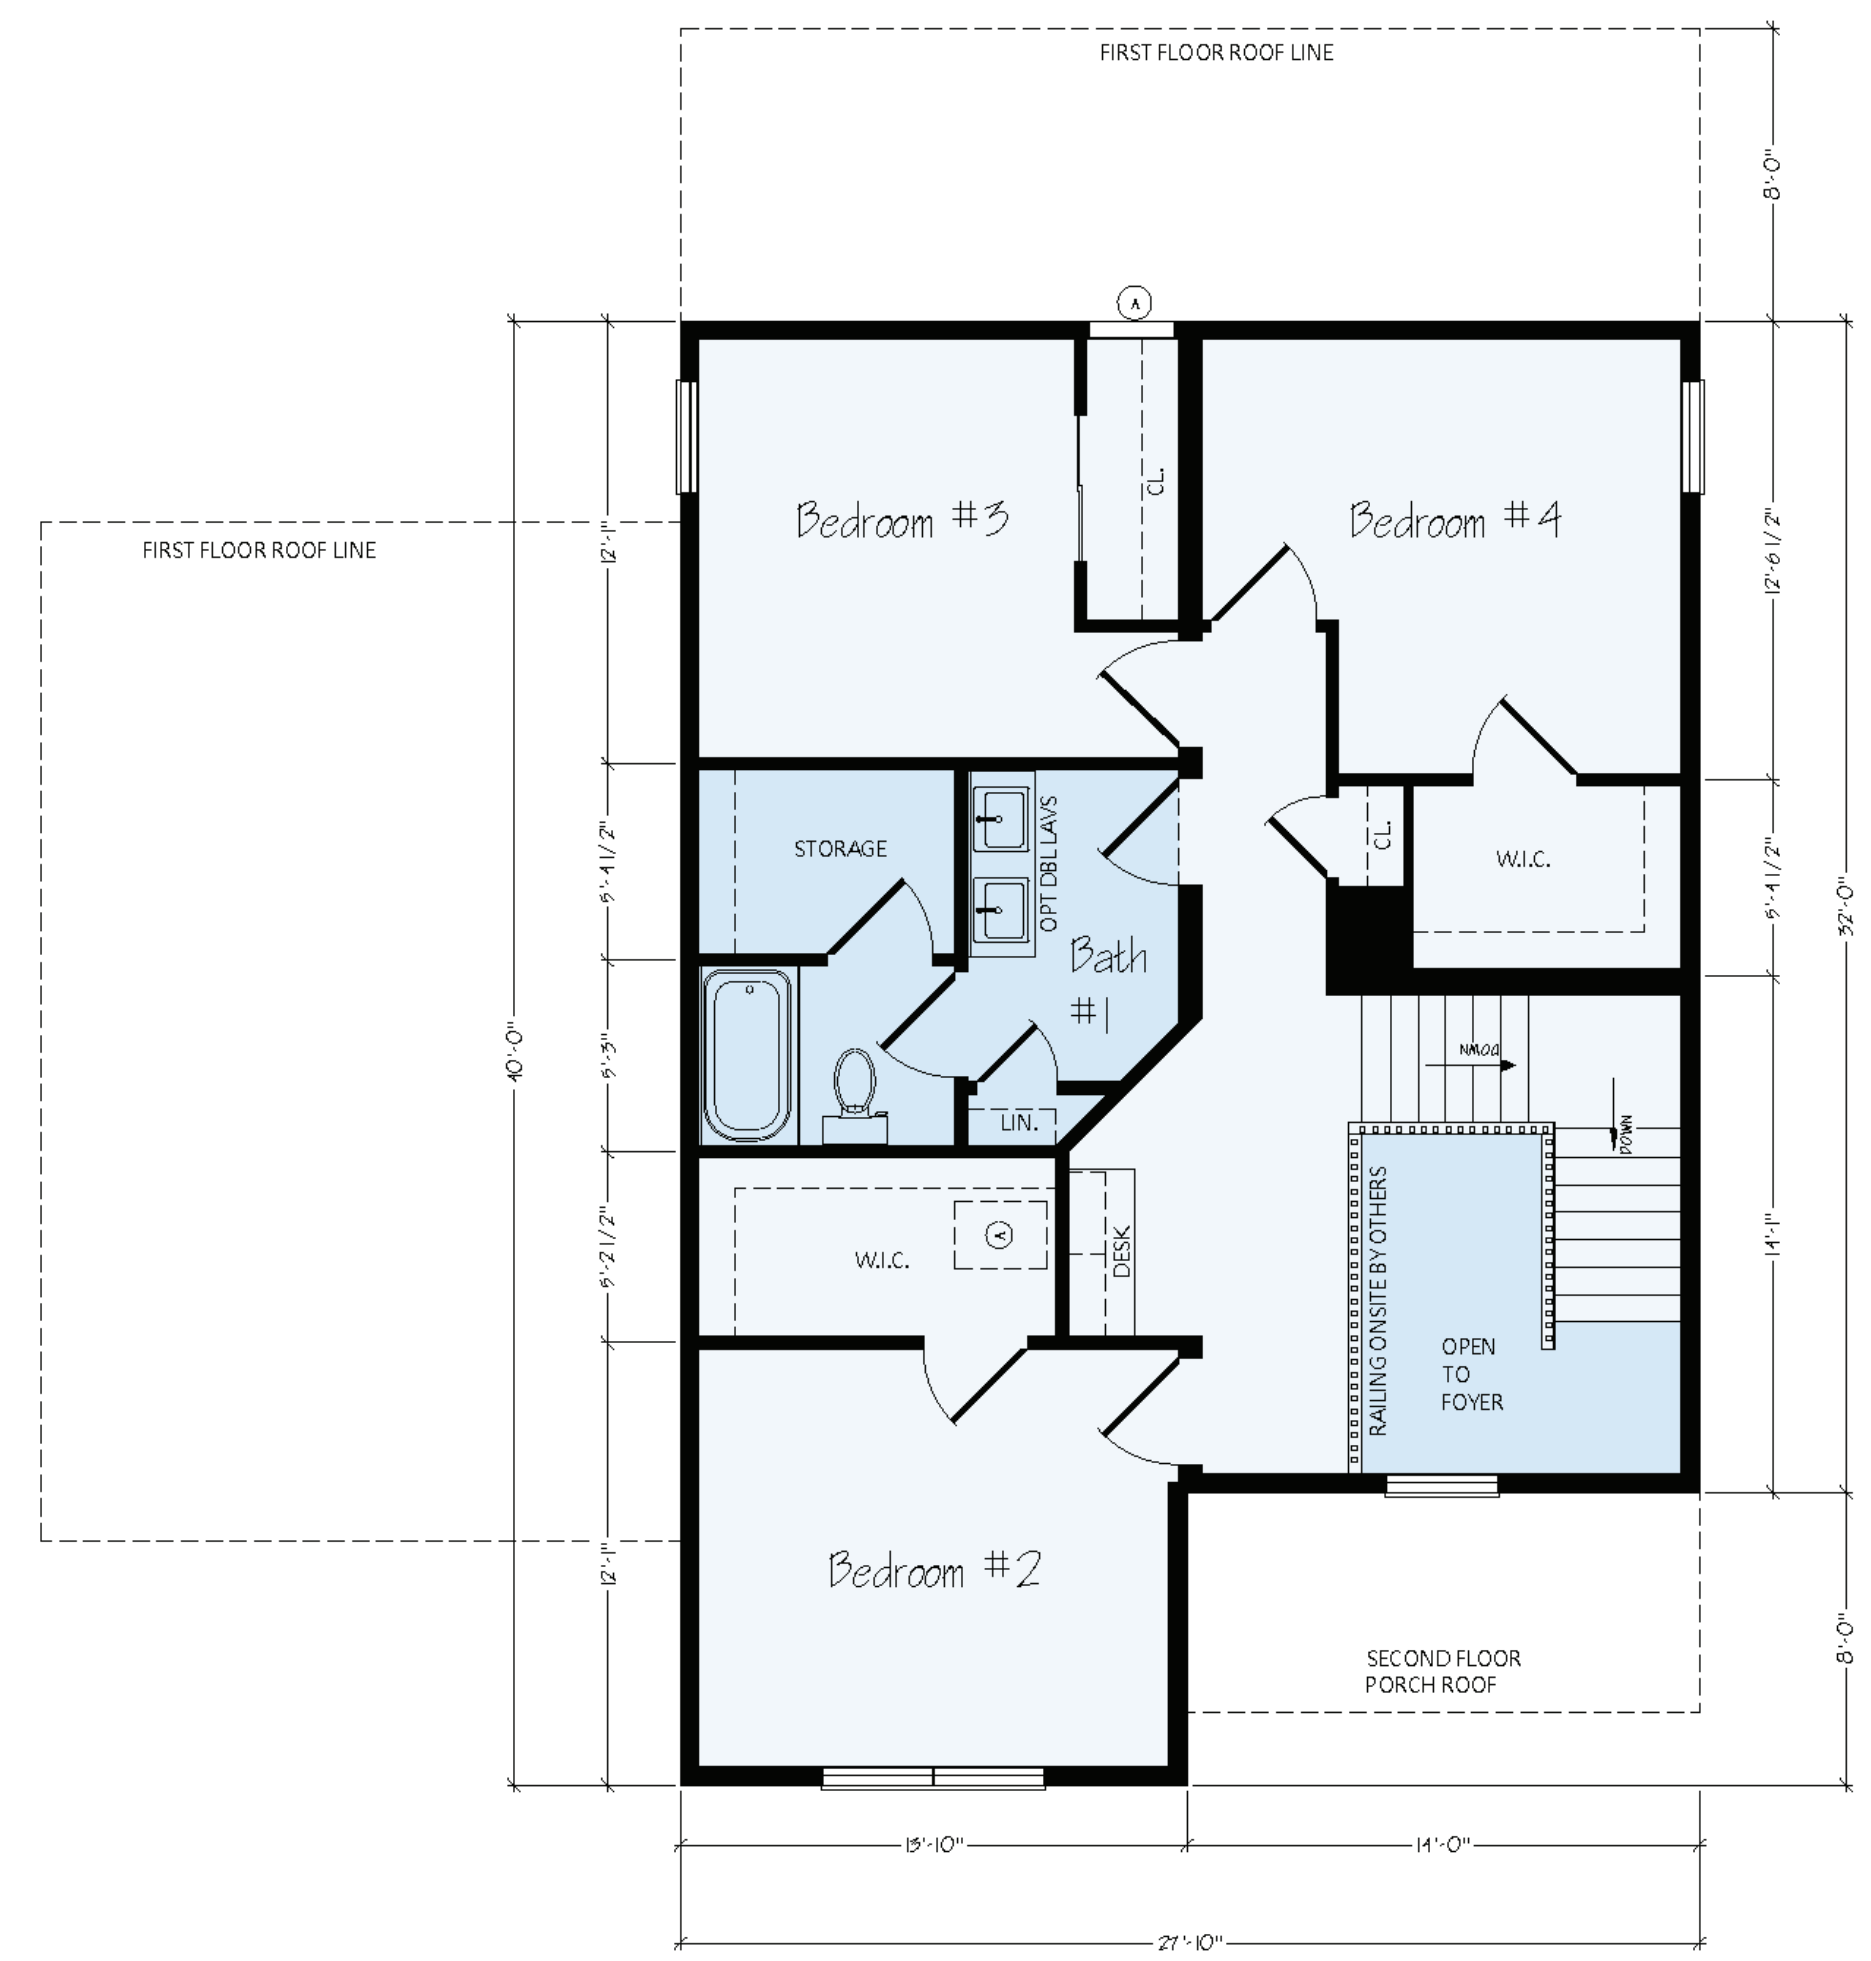 FIRST FLOOR ROOF LINE
8'-0"
A
Bedroom #3
CL.
Bedroom #4
FIRST FLOOR ROOF LINE
12'-1"
12'-6 1/2"
STORAGE
OPT DBL LAVS
CL.
W.I.C.
5'-4 1/2"
5'-4 1/2"
32'-0"
Bath
#1
40'-0"
5'-3"
DOWN
DOWN
LIN.
W.I.C.
A
DESK
RAILING ONSITE BY OTHERS
5'-2 1/2"
14'-1"
OPEN
TO
FOYER
12'-1"
Bedroom #2
SECOND FLOOR
PORCH ROOF
8'-0"
13'-10"
14'-0"
27'-10"